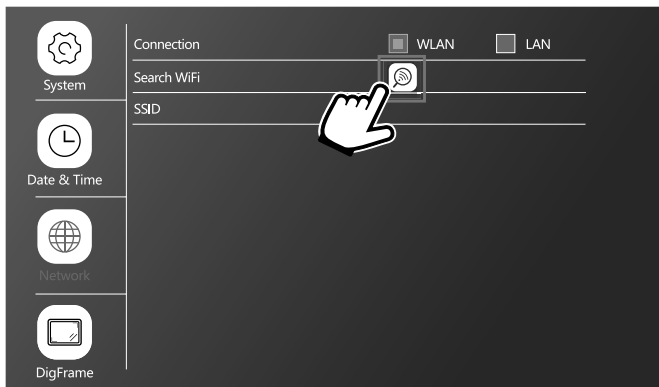 System
Date & Time
Network
DigFrame
Connection WLAN LAN
Search WiFi
SSID